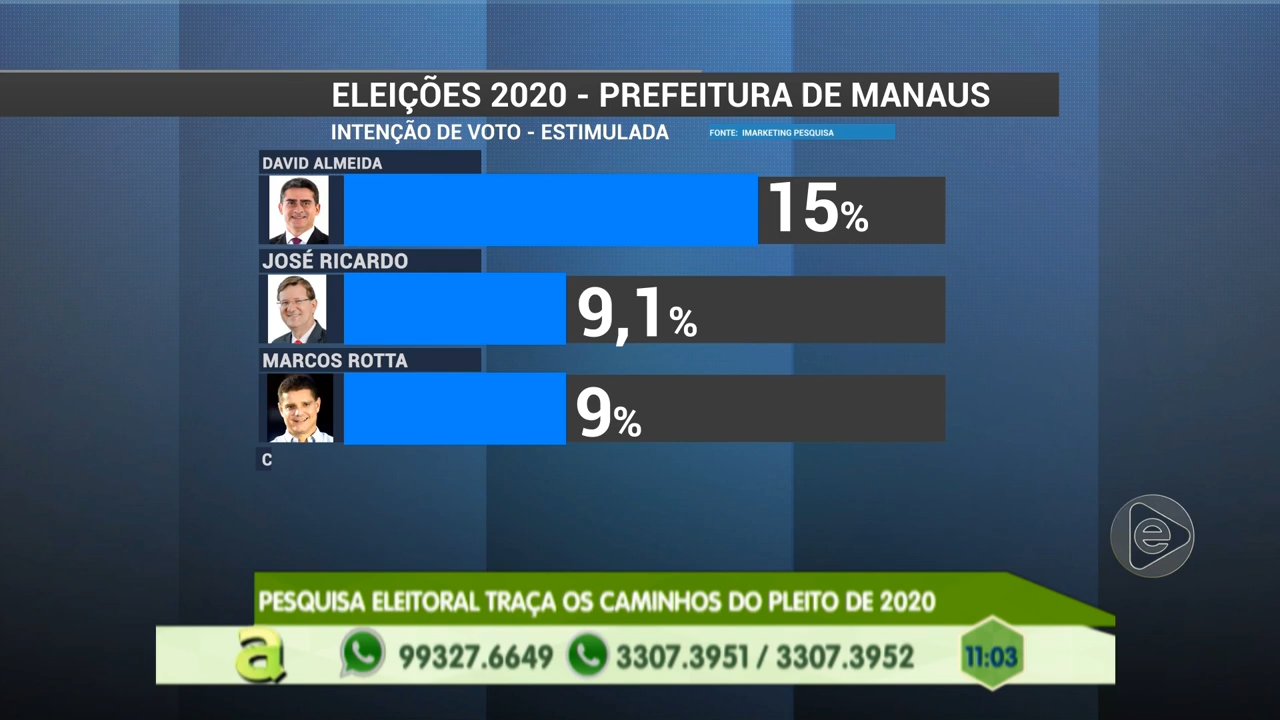 ELEIÇÕES 2020 - PREFEITURA DE MANAUS
INTENÇÃO DE VOTO - ESTIMULADA
FONTE: IMARKETING PESQUISA
DAVID ALMEIDA
15%
JOSÉ RICARDO
9,1%
MARCOS ROTTA
9%
C
e
PESQUISA ELEITORAL TRAÇA OS CAMINHOS DO PLEITO DE 2020
a 99327.6649 3307.3951 / 3307.3952 11:03